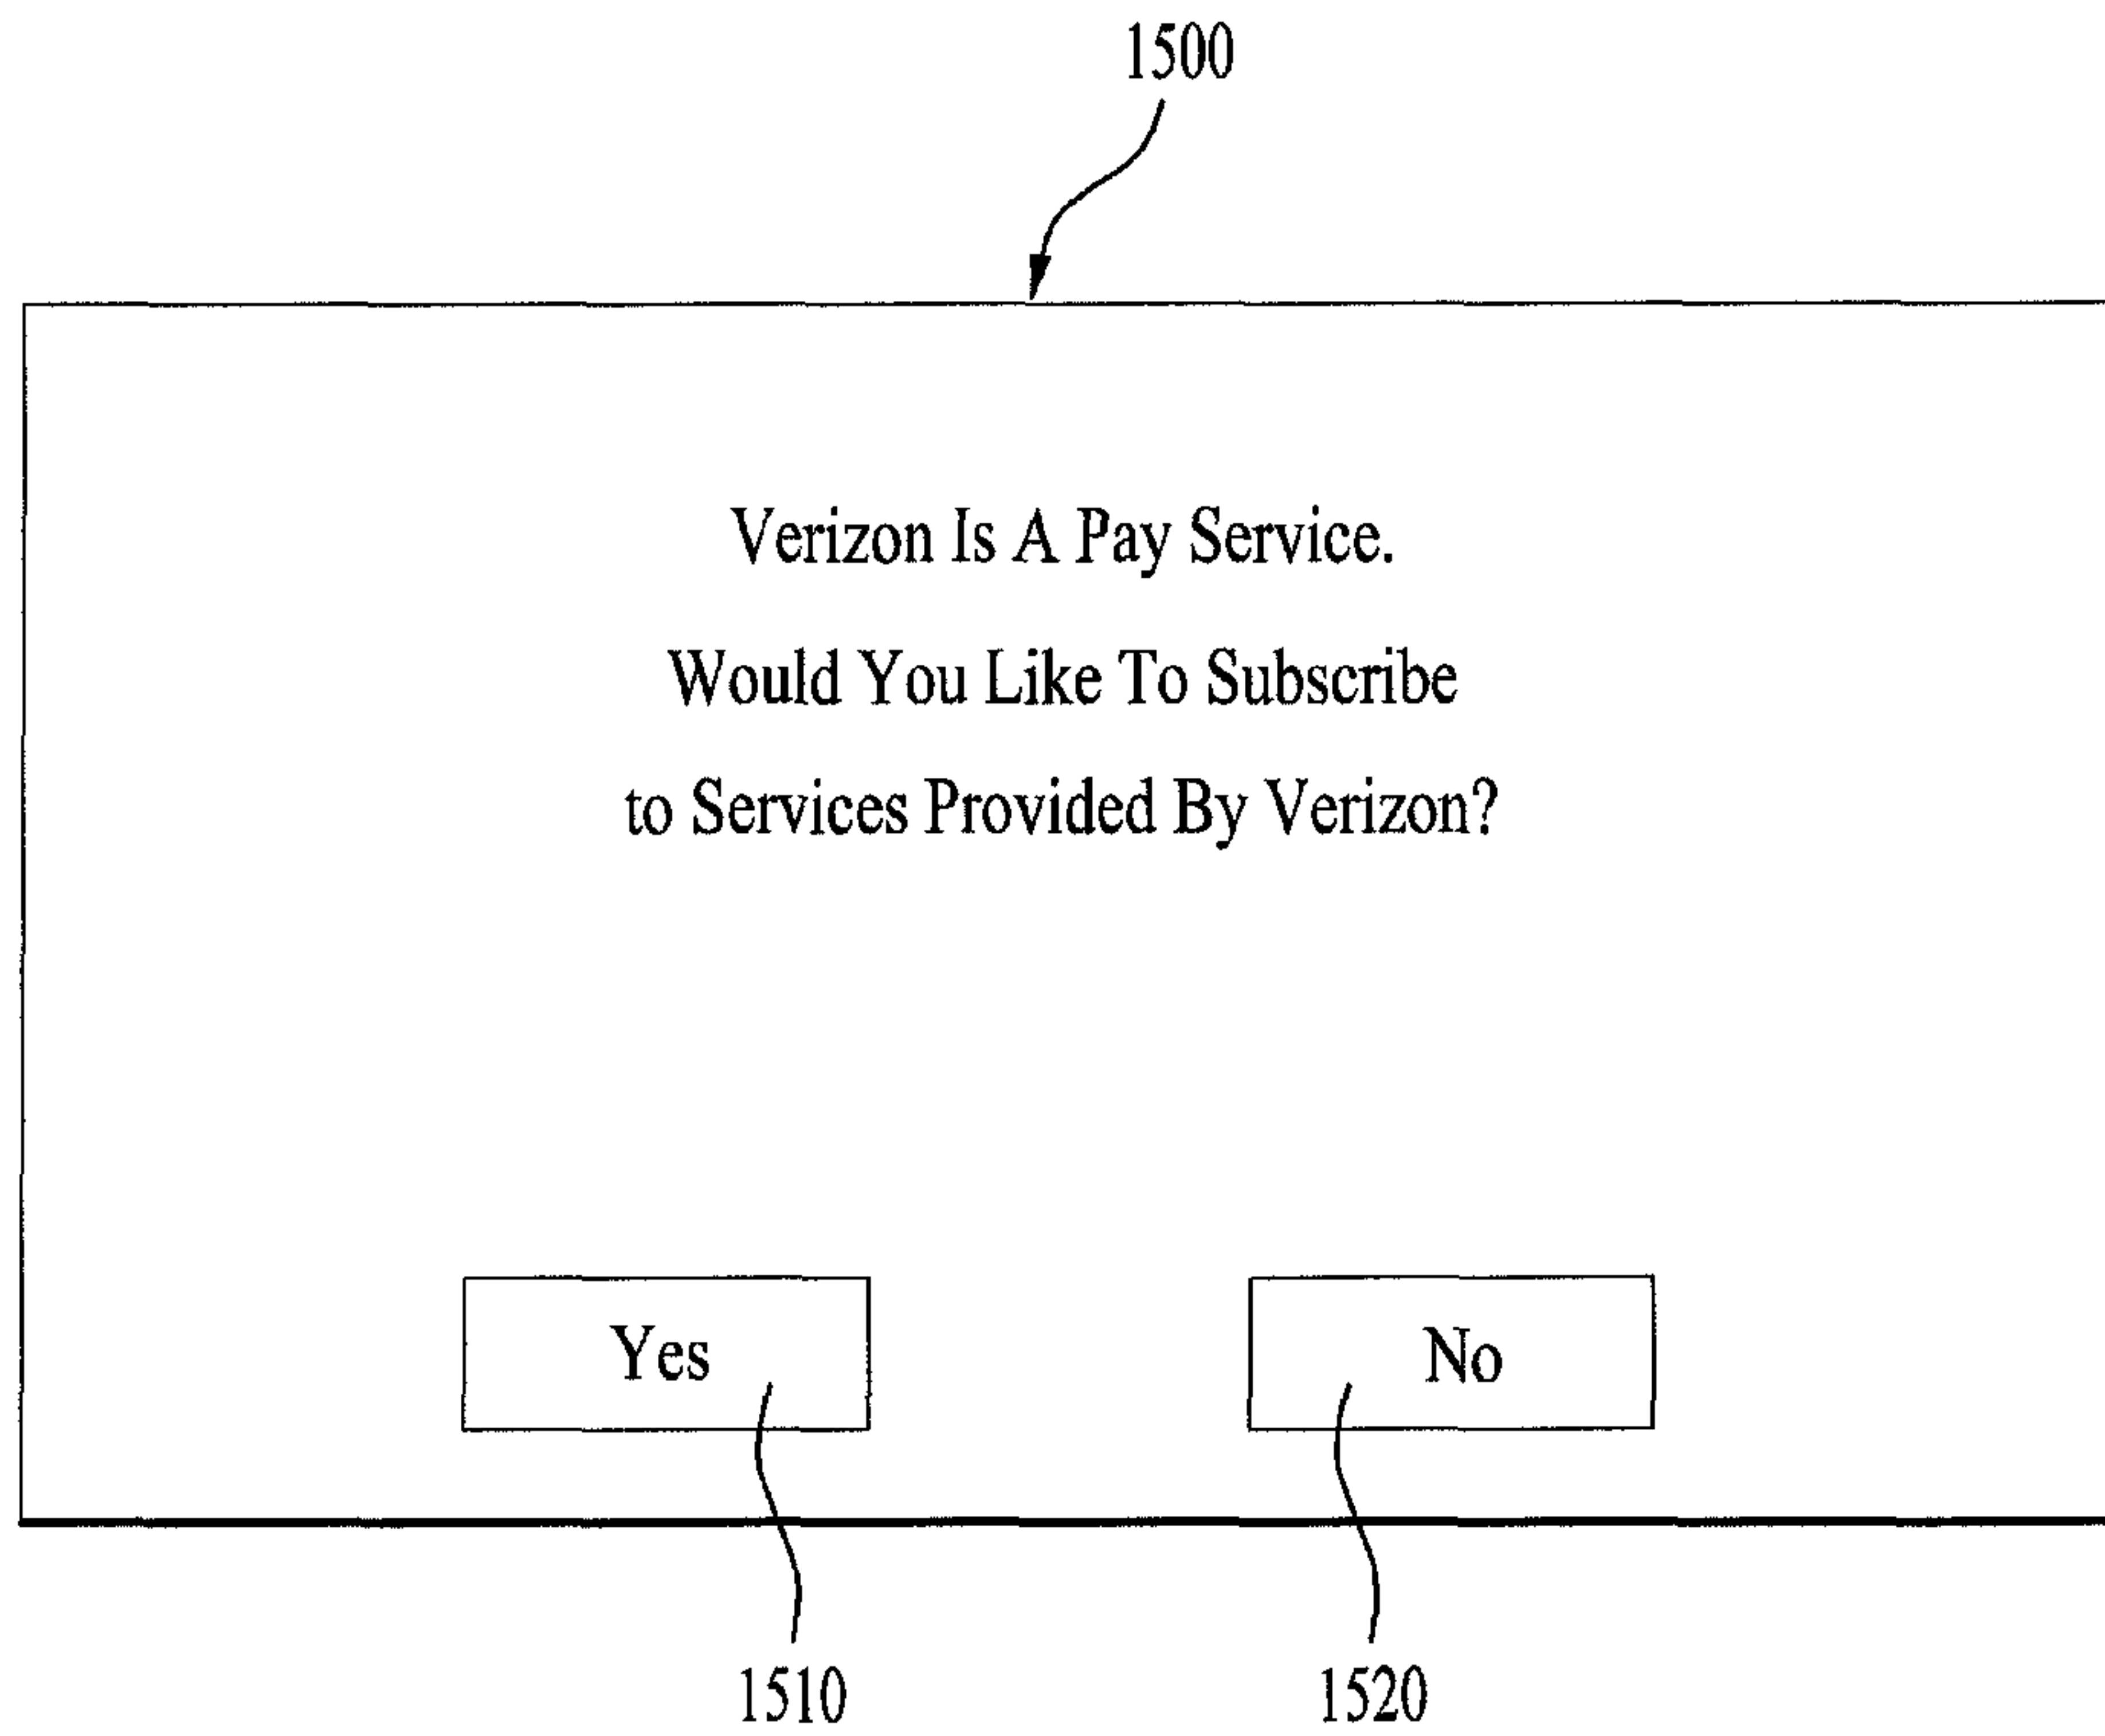 1500
Verizon Is A Pay Service.
Would You Like To Subscribe
to Services Provided By Verizon?
Yes
No
1510
1520